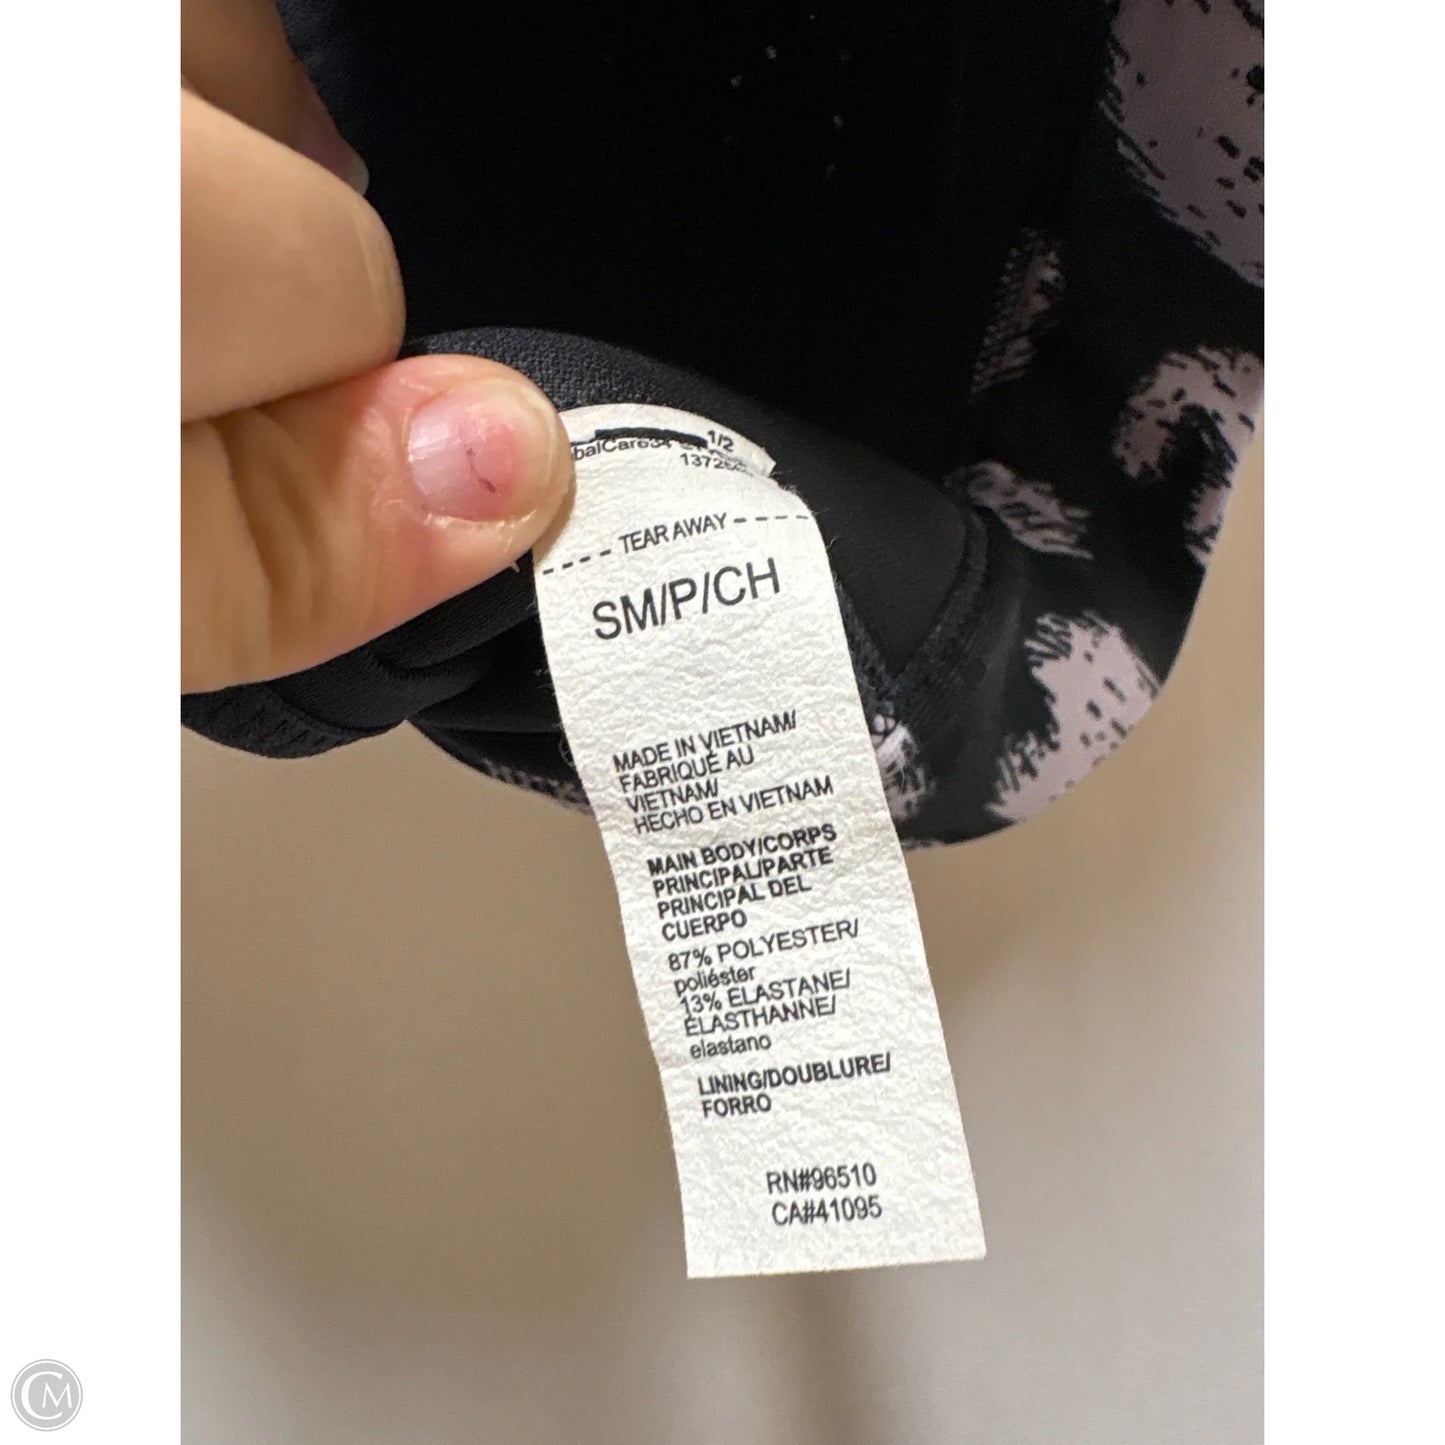 1/2
TEAR AWAY
SM/P/CH
MADE IN VIETNAM/
FABRIQUÉ AU
VIETNAM/
HECHO EN VIETNAM
MAIN BODY/CORPS
PRINCIPAL/PARTE
PRINCIPAL DEL
CUERPO
87% POLYESTER/
poliéster
13% ELASTANE/
ÉLASTHANNE/
elastano
LINING/DOUBLURE/
FORRO
RN#96510
CA#41095
CM